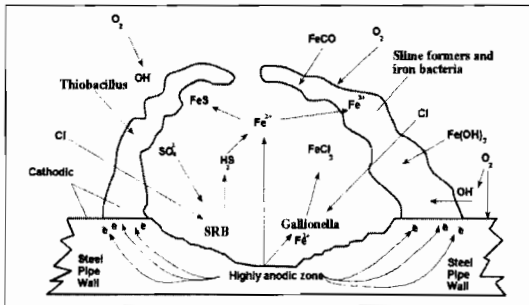 O2
FeCO
O2
OH
Slime formers and
iron bacteria
Thiobacillus
FeS
Fe3+
Cl
Fe2+
Cl
SO4
HS2
FeCl3
Fe(OH)3
Cathodic
O2
OH
SRB
Gallionella
Fe
e e e
e e e
Steel
Pipe
Wall
Highly anodic zone
Steel
Pipe
Wall